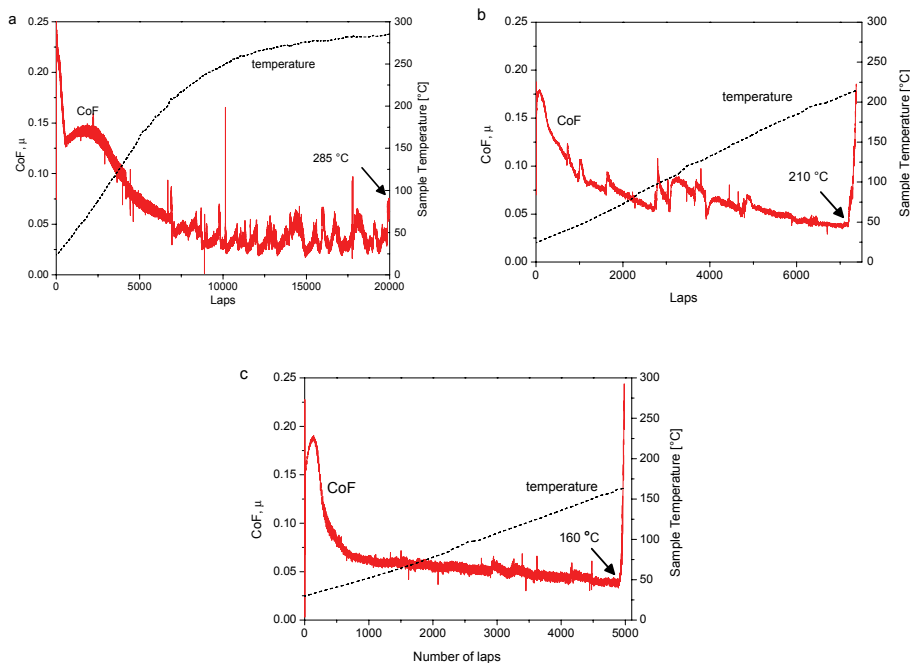 a
0.25
0.20
0.15
0.10
0.05
0.00
CoF, μ
0
5000
10000
15000
20000
Laps
300
250
200
150
100
50
0
Sample Temperature [°C]
temperature
CoF
285 °C
b
0.25
0.20
0.15
0.10
0.05
0.00
CoF, μ
0
2000
4000
6000
Laps
300
250
200
150
100
50
0
Sample Temperature [°C]
temperature
CoF
210 °C
c
0.25
0.20
0.15
0.10
0.05
0.00
CoF, μ
0
1000
2000
3000
4000
5000
Number of laps
300
250
200
150
100
50
0
Sample Temperature [°C]
CoF
temperature
160 °C